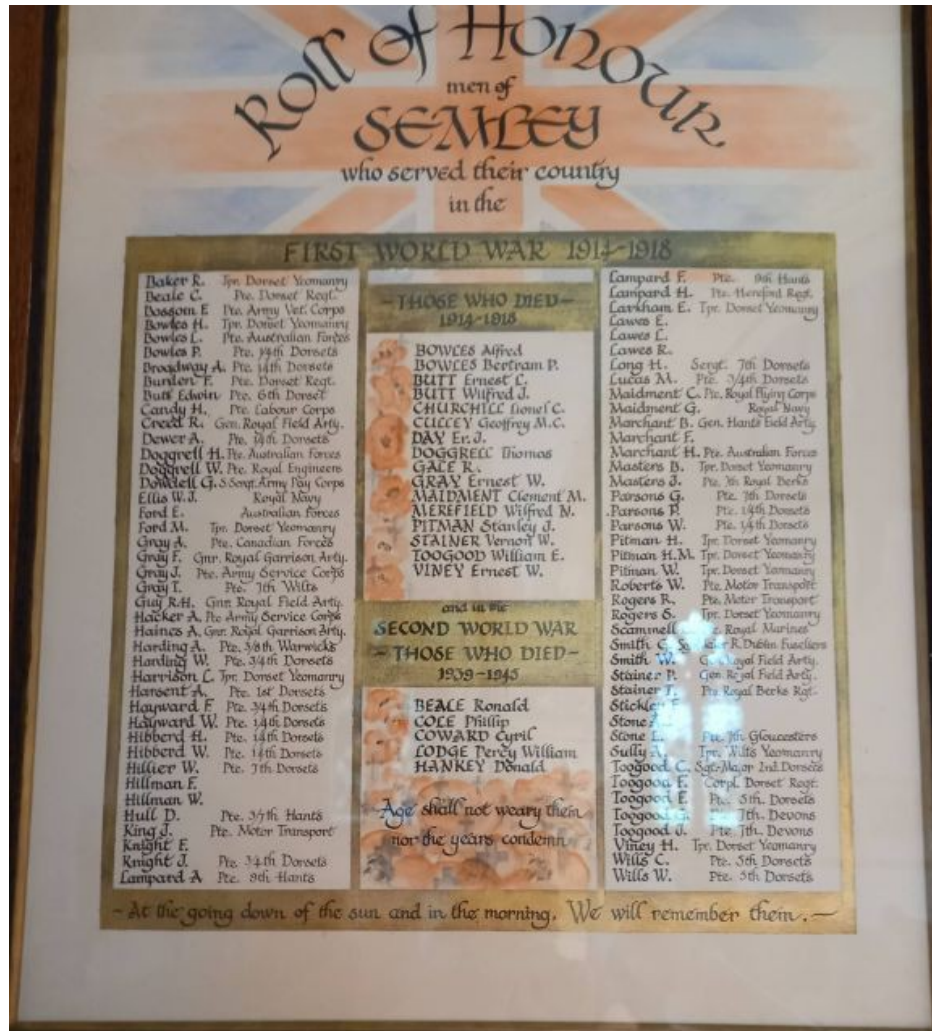 Roll of Honour
men of
SEMLEY
who served their country
in the
FIRST WORLD WAR 1914-1918
Baker R. Tpr. Dorset Yeomanry
Beale C. Pte. Dorset Regt.
Bossom E Pte. Army Vet. Corps
Bowles H. Tpr. Dorset Yeomanry
Bowles L. Pte. Australian Forces
Bowles P. Pte. 1/4th Dorsets
Broadway A. Pte. 1/4th Dorsets
Burden F. Pte. Dorset Regt.
Butt Edwin Pte. 6th Dorset
Candy H. Pte. Labour Corps
Creed R. Gnr. Royal Field Arty.
Dewer A. Pte. 1/4th Dorsets
Doggrell H. Pte. Australian Forces
Doggrell W. Pte. Royal Engineers
Dowdell G. S.Sergt. Army Pay Corps
Ellis W.J. Royal Navy
Ford E. Australian Forces
Ford M. Tpr. Dorset Yeomanry
Gray A. Pte. Canadian Forces
Gray F. Gnr. Royal Garrison Arty.
Gray J. Pte. Army Service Corps
Gray T. Pte. 7th Wilts
Guy R.H. Gnr. Royal Field Arty.
Hacker A. Pte Army Service Corps
Haines A. Gnr. Royal Garrison Arty.
Harding A. Pte. 3/8th Warwicks
Harding W. Pte. 3/4th Dorsets
Harrison L. Tpr. Dorset Yeomanry
Hansent A. Pte. 1st Dorsets
Hayward F. Pte. 3/4th Dorsets
Hayward W. Pte. 1/4th Dorsets
Hibberd H. Pte. 1/4th Dorsets
Hibberd W. Pte. 1/4th Dorsets
Hillier W. Pte. 7th Dorsets
Hillman F.
Hillman W.
Hull D. Pte. 3/7th Hants
King J. Pte. Motor Transport
Knight F.
Knight J. Pte. 3/4th Dorsets
Lampard A Pte. 9th Hants
- THOSE WHO DIED -
1914-1918
BOWLES Alfred
BOWLES Bertram P.
BUTT Ernest C.
BUTT Wilfred J.
CHURCHILL Lionel C.
CULLEY Geoffrey M.C.
DAY Er. J.
DOGGRELL Thomas
GALE R.
GRAY Ernest W.
MAIDMENT Clement M.
MEREFIELD Wilfred N.
PITMAN Stanley J.
STAINER Vernon W.
TOOGOOD William E.
VINEY Ernest W.
and in the
SECOND WORLD WAR
- THOSE WHO DIED -
1939-1945
BEALE Ronald
COLE Phillip
COWARD Cyril
LODGE Percy William
HANKEY Donald
Age shall not weary them
nor the years condemn
Lampard F. Pte. 9th Hants
Lampard H. Pte. Hereford Regt.
Larkham E. Tpr. Dorset Yeomanry
Lawes E.
Lawes L.
Lawes R.
Long H. Sergt. 7th Dorsets
Lucas M. Pte. 3/4th Dorsets
Maidment C. Pte. Royal Flying Corps
Maidment G. Royal Navy
Marchant B. Gnr. Hants Field Arty.
Marchant F.
Marchant H. Pte. Australian Forces
Masters B. Tpr. Dorset Yeomanry
Masters J. Pte. 7th Royal Berks
Parsons G. Pte. 7th Dorsets
Parsons P. Pte. 1/4th Dorsets
Parsons W. Pte. 1/4th Dorsets
Pitman H. Tpr. Dorset Yeomanry
Pitman H.M. Tpr. Dorset Yeomanry
Pitman W. Tpr. Dorset Yeomanry
Roberts W. Pte. Motor Transport
Rogers R. Pte. Motor Transport
Rogers S. Tpr. Dorset Yeomanry
Scammell Royal Marines
Smith R. Dublin Fuseliers
Smith W. Royal Field Arty.
Stainer P. Gnr. Royal Field Arty.
Stainer T. Pte. Royal Berks Rgt.
Stone
Stone E. Pte. 7th Gloucesters
Sully A. Tpr. Wilts Yeomanry
Toogood C. Sgt-Major 2nd. Dorsets
Toogood E. Corpl. Dorset Regt.
Toogood F. Pte. 5th. Dorsets
Toogood 7th. Devons
Toogood J. Pte. 7th. Devons
Viney H. Tpr. Dorset Yeomanry
Wills C. Pte. 5th Dorsets
Wills W. Pte. 5th Dorsets
- At the going down of the sun and in the morning, We will remember them. -